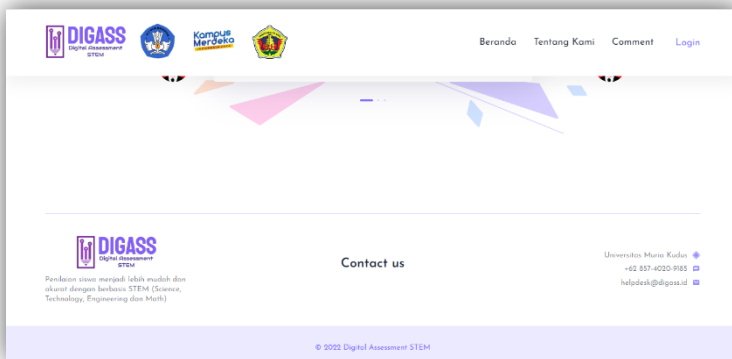 DIGASS
Digital Assessment
STEM
Kampus
Merdeka
Beranda Tentang Kami Comment Login
DIGASS
Digital Assessment
STEM
Penilaian siswa menjadi lebih mudah dan
akurat dengan berbasis STEM (Science,
Technology, Engineering dan Math)
Contact us
Universitas Muria Kudus
+62 857-4020-9185
helpdesk@digass.id
© 2022 Digital Assessment STEM